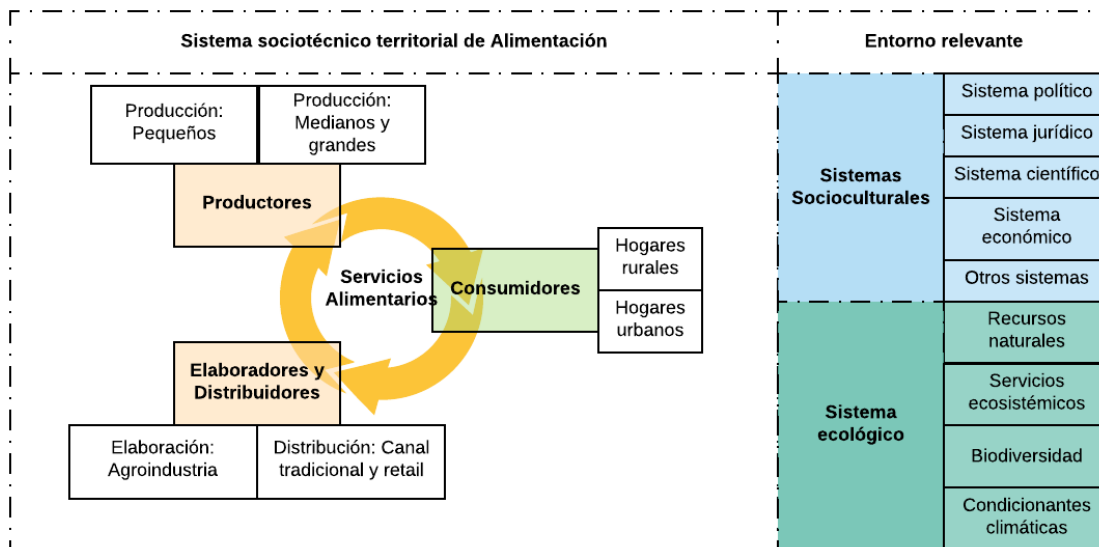 Sistema sociotécnico territorial de Alimentación
Entorno relevante
Producción:
Pequeños
Producción:
Medianos y
grandes
Productores
Servicios
Alimentarios
Consumidores
Hogares
rurales
Hogares
urbanos
Elaboradores y
Distribuidores
Elaboración:
Agroindustria
Distribución: Canal
tradicional y retail
Sistemas
Socioculturales
Sistema político
Sistema jurídico
Sistema científico
Sistema
económico
Otros sistemas
Sistema
ecológico
Recursos
naturales
Servicios
ecosistémicos
Biodiversidad
Condicionantes
climáticas